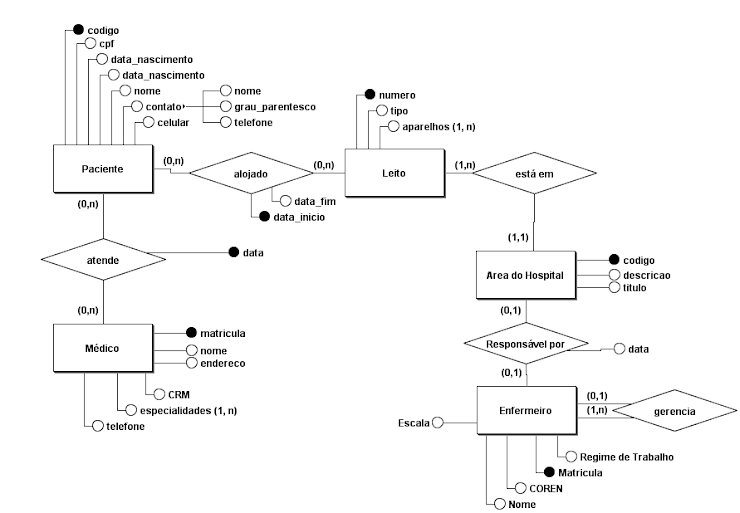 codigo
cpf
data_nascimento
data_nascimento
nome
contato
celular
nome
grau_parentesco
telefone
numero
tipo
aparelhos (1, n)
Paciente
(0,n)
alojado
(0,n)
Leito
(1,n)
está em
data_fim
data_inicio
(0,n)
atende
data
(0,n)
(1,1)
Area do Hospital
codigo
descricao
titulo
(0,1)
Responsável por
data
(0,1)
Médico
matricula
nome
endereco
CRM
especialidades (1, n)
telefone
Enfermeiro
(0,1)
(1,n)
gerencia
Escala
Regime de Trabalho
Matricula
COREN
Nome